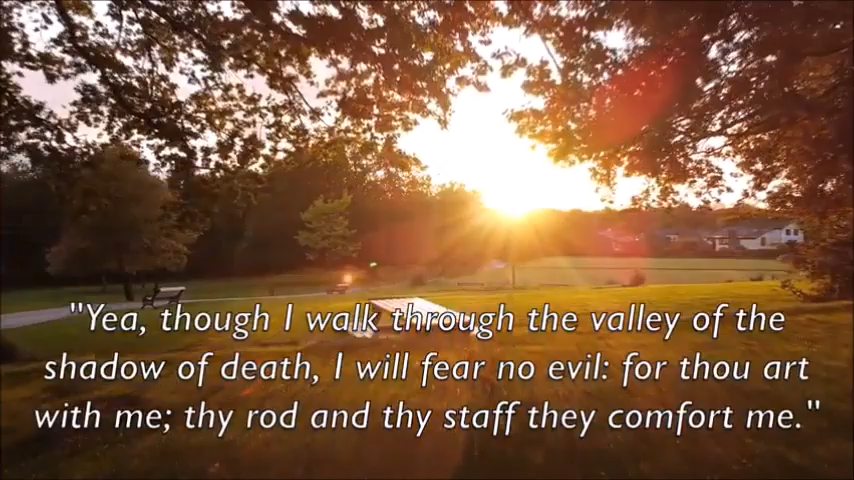 "Yea, though I walk through the valley of the
shadow of death, I will fear no evil: for thou art
with me; thy rod and thy staff they comfort me."